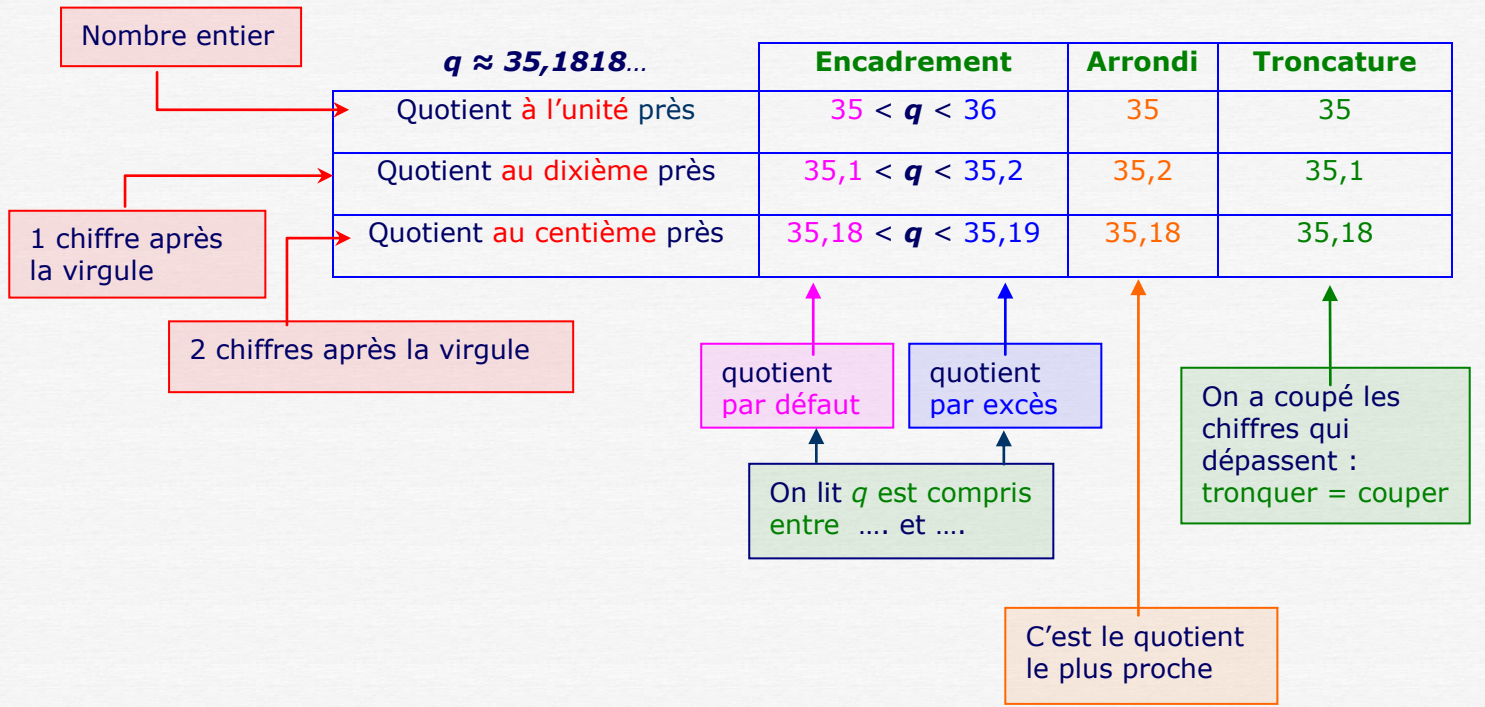 Nombre entier
q ≈ 35,1818... Encadrement Arrondi Troncature
Quotient à l’unité près 35 < q < 36 35 35
Quotient au dixième près 35,1 < q < 35,2 35,2 35,1
Quotient au centième près 35,18 < q < 35,19 35,18 35,18
1 chiffre après
la virgule
2 chiffres après la virgule
quotient
par défaut
quotient
par excès
On lit q est compris
entre .... et ....
On a coupé les
chiffres qui
dépassent :
tronquer = couper
C’est le quotient
le plus proche